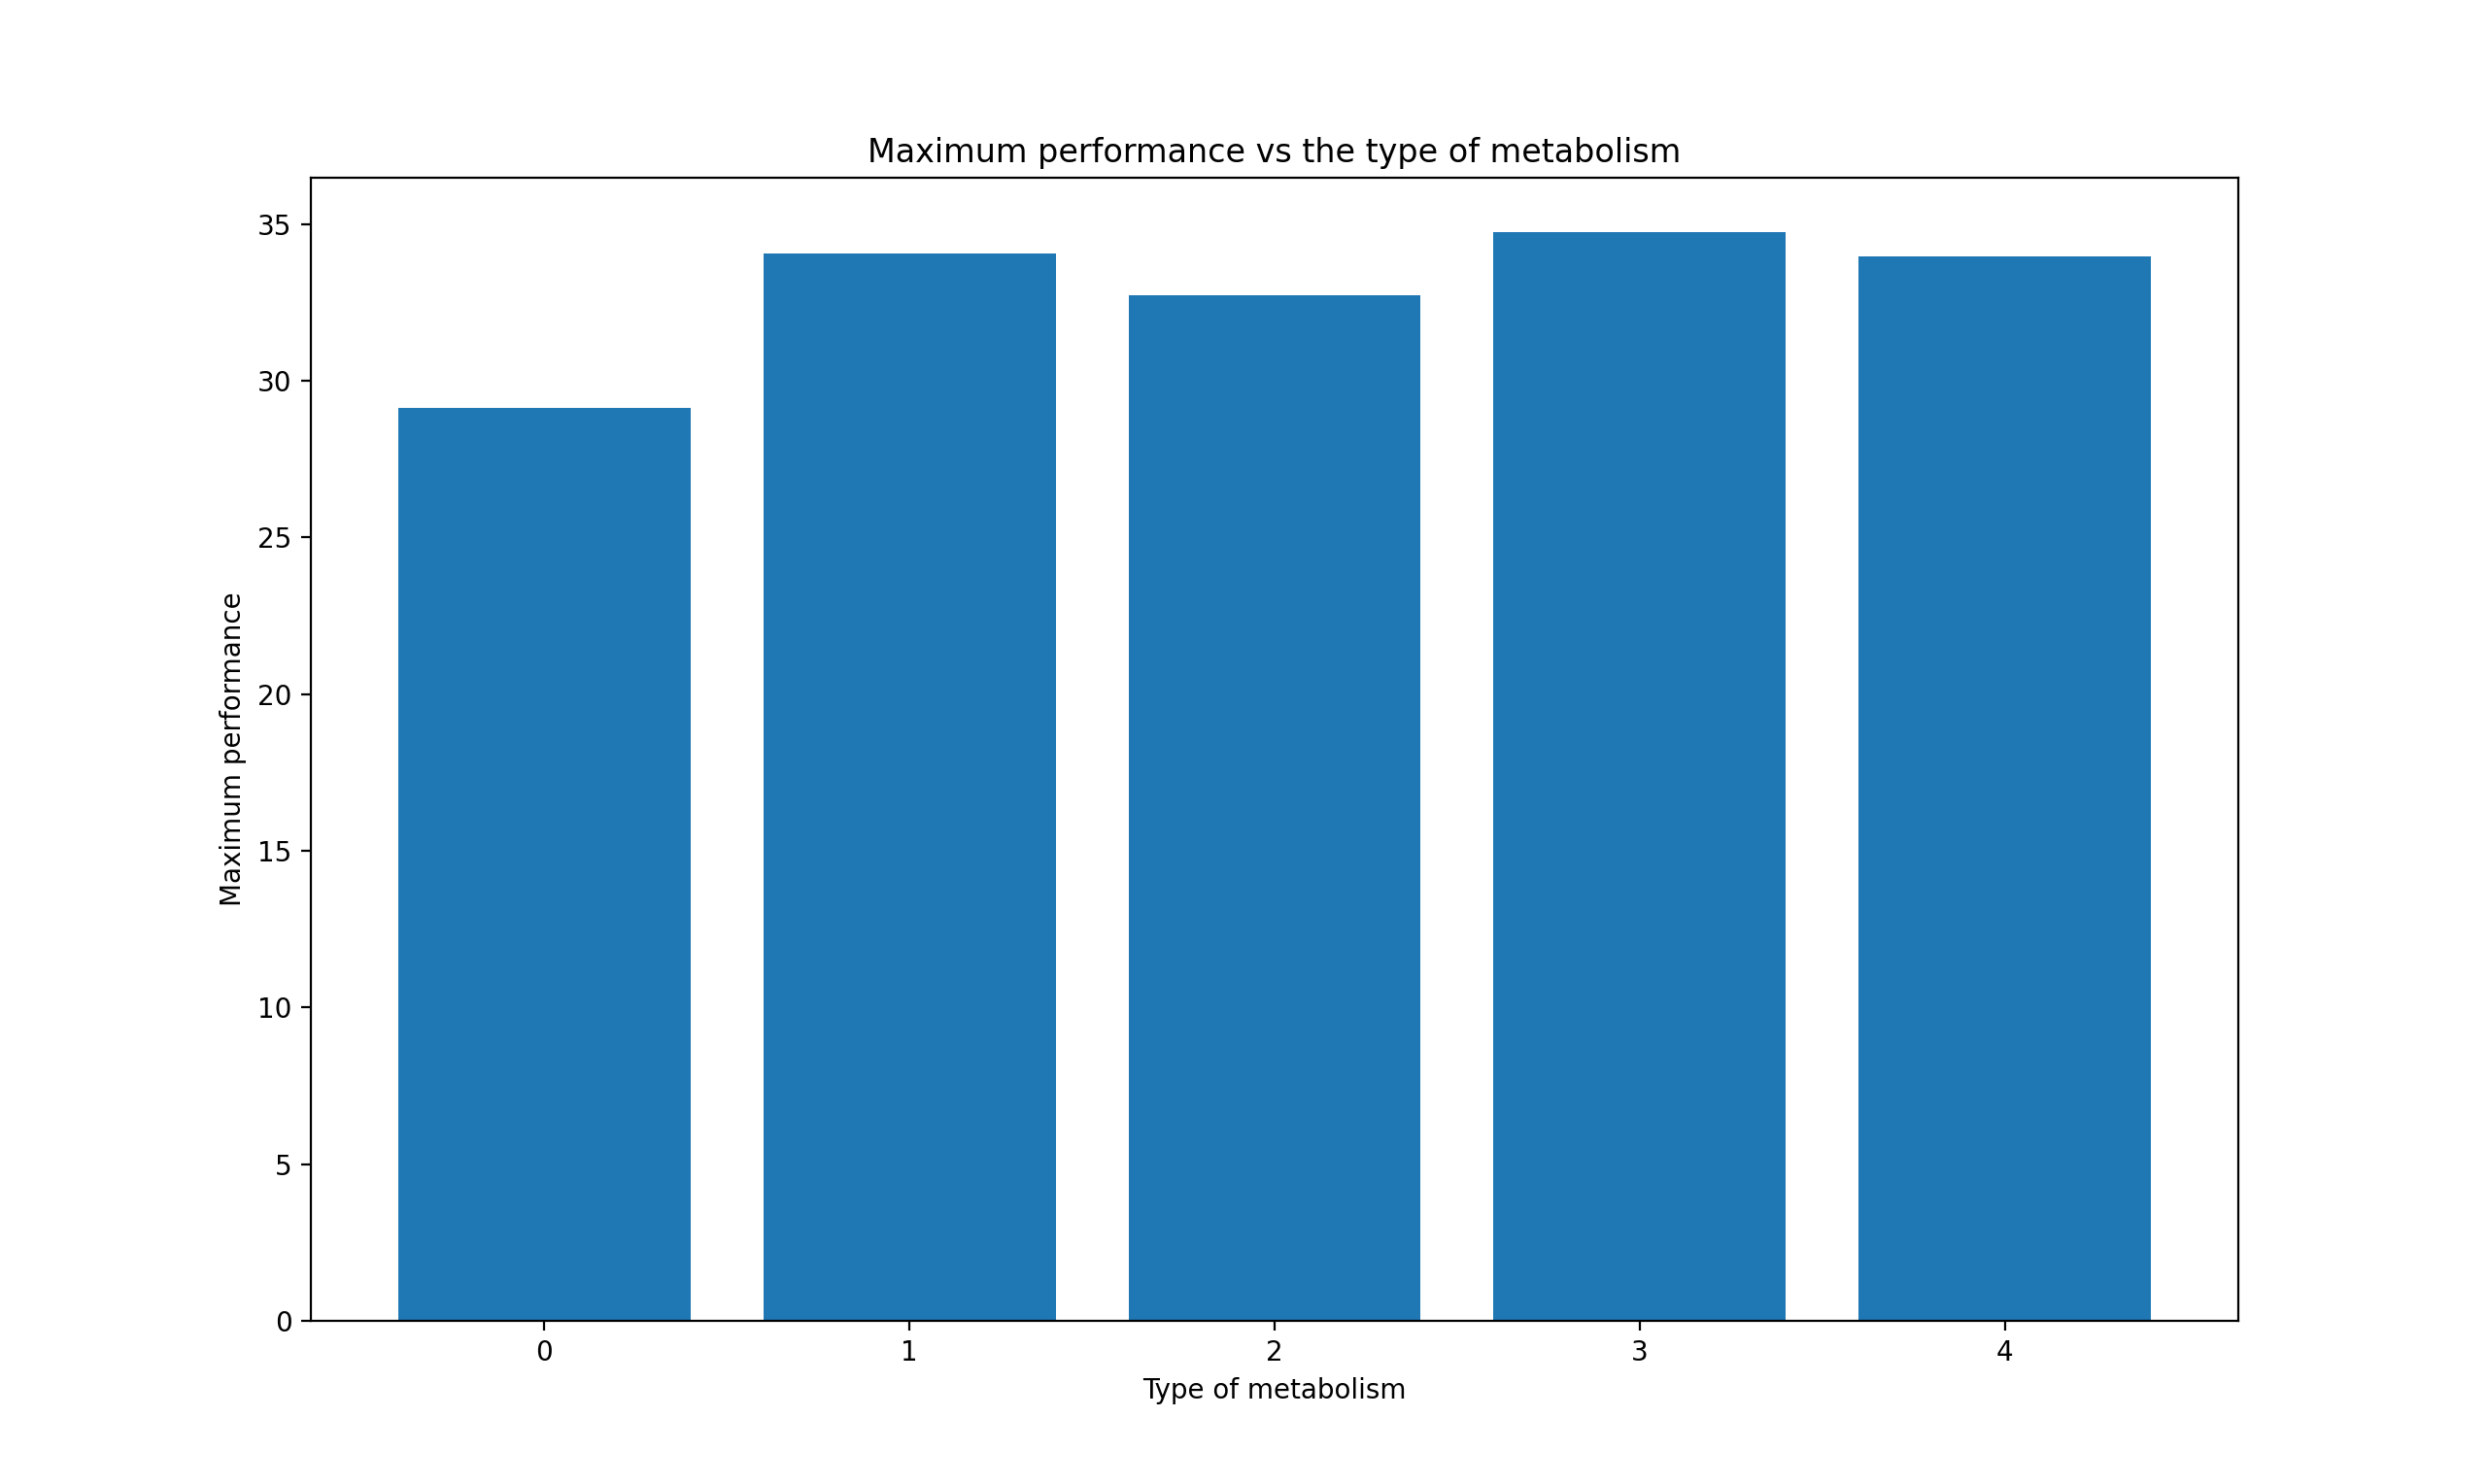 Maximum performance vs the type of metabolism
35
30
25
20
15
10
5
0
Maximum performance
0 1 2 3 4
Type of metabolism